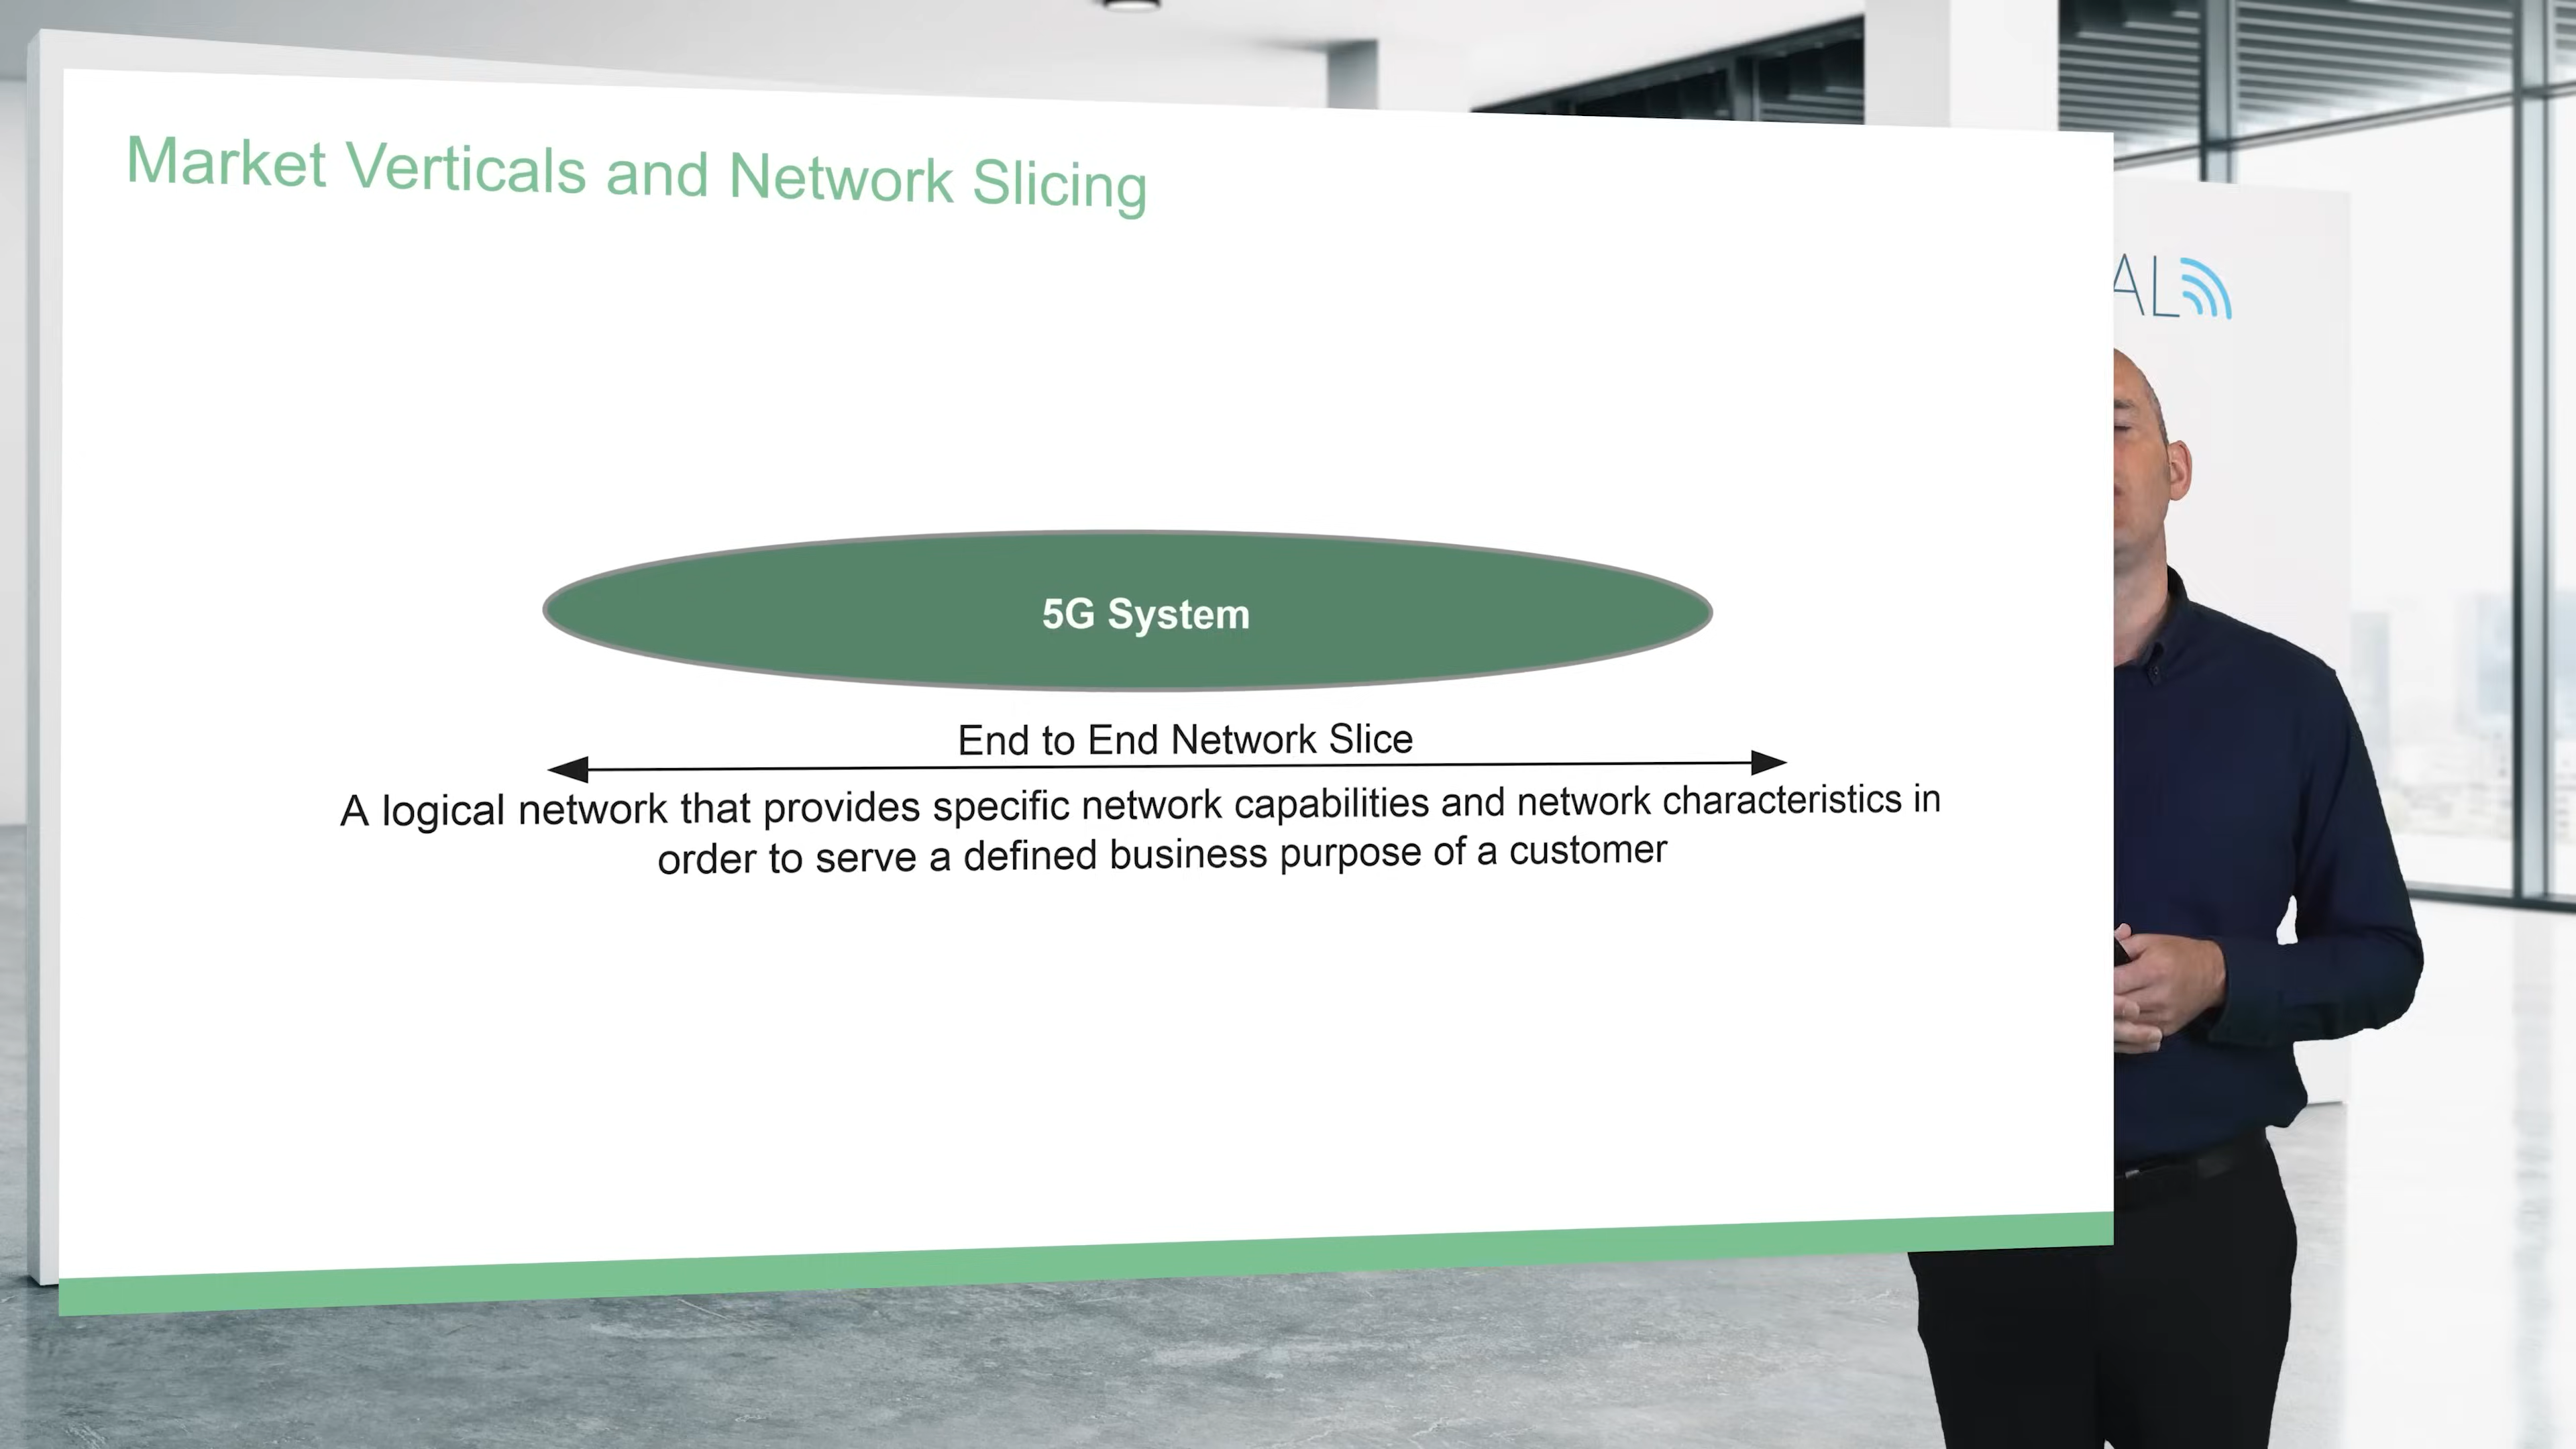 Market Verticals and Network Slicing
AL
5G System
End to End Network Slice
A logical network that provides specific network capabilities and network characteristics in
order to serve a defined business purpose of a customer